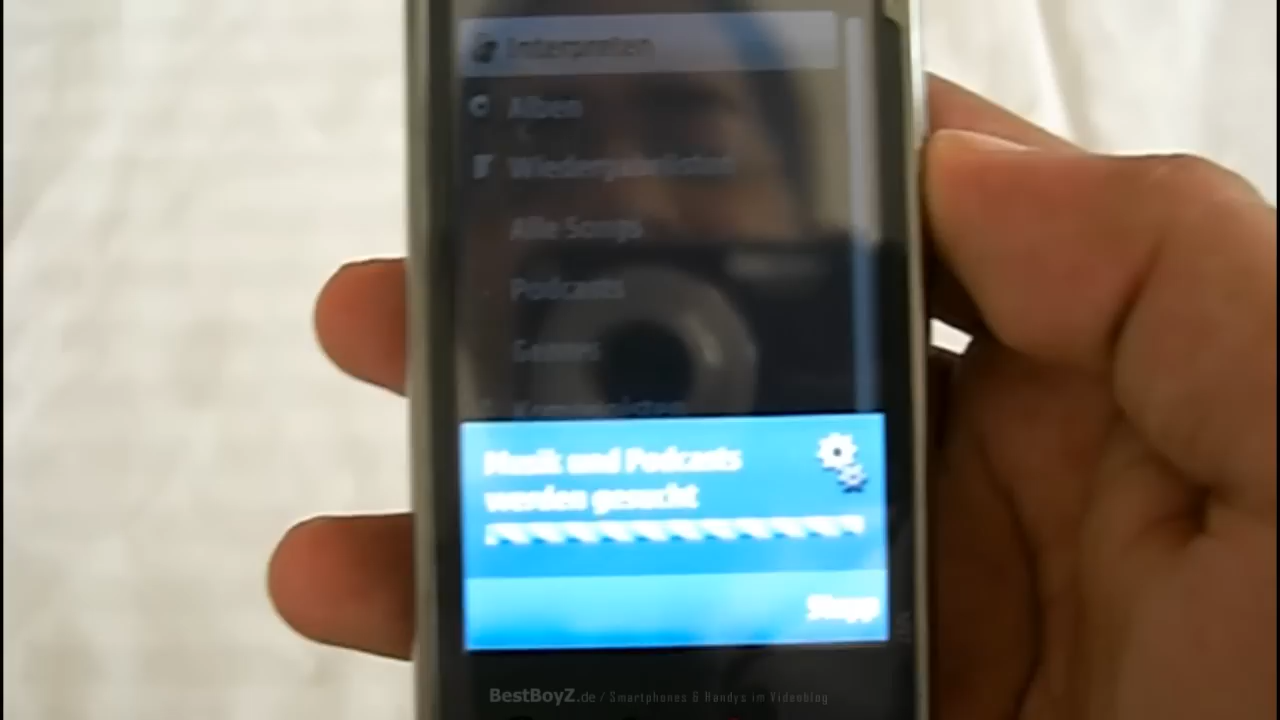 Interpreten
Alben
Wiedergabelisten
Alle Songs
Podcasts
Genres
Komponisten
Musik und Podcasts
werden gesucht
Stopp
BestBoyZ.de / Smartphones & Handys im Videoblog